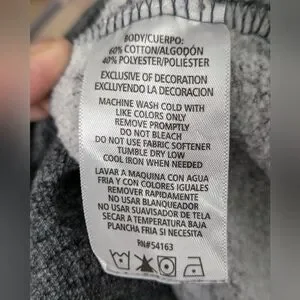 BODY/CUERPO:
60% COTTON/ALGODÓN
40% POLYESTER/POLIÉSTER
EXCLUSIVE OF DECORATION
EXCLUYENDO LA DECORACION
MACHINE WASH COLD WITH
LIKE COLORS ONLY
REMOVE PROMPTLY
DO NOT BLEACH
DO NOT USE FABRIC SOFTENER
TUMBLE DRY LOW
COOL IRON WHEN NEEDED
LAVAR A MAQUINA CON AGUA
FRIA Y CON COLORES IGUALES
REMOVER RAPIDAMENTE
NO USAR BLANQUEADOR
NO USAR SUAVISADOR DE TELA
SECAR A TEMPERATURA BAJA
PLANCHA FRIA SI NECESITA
RN#54163